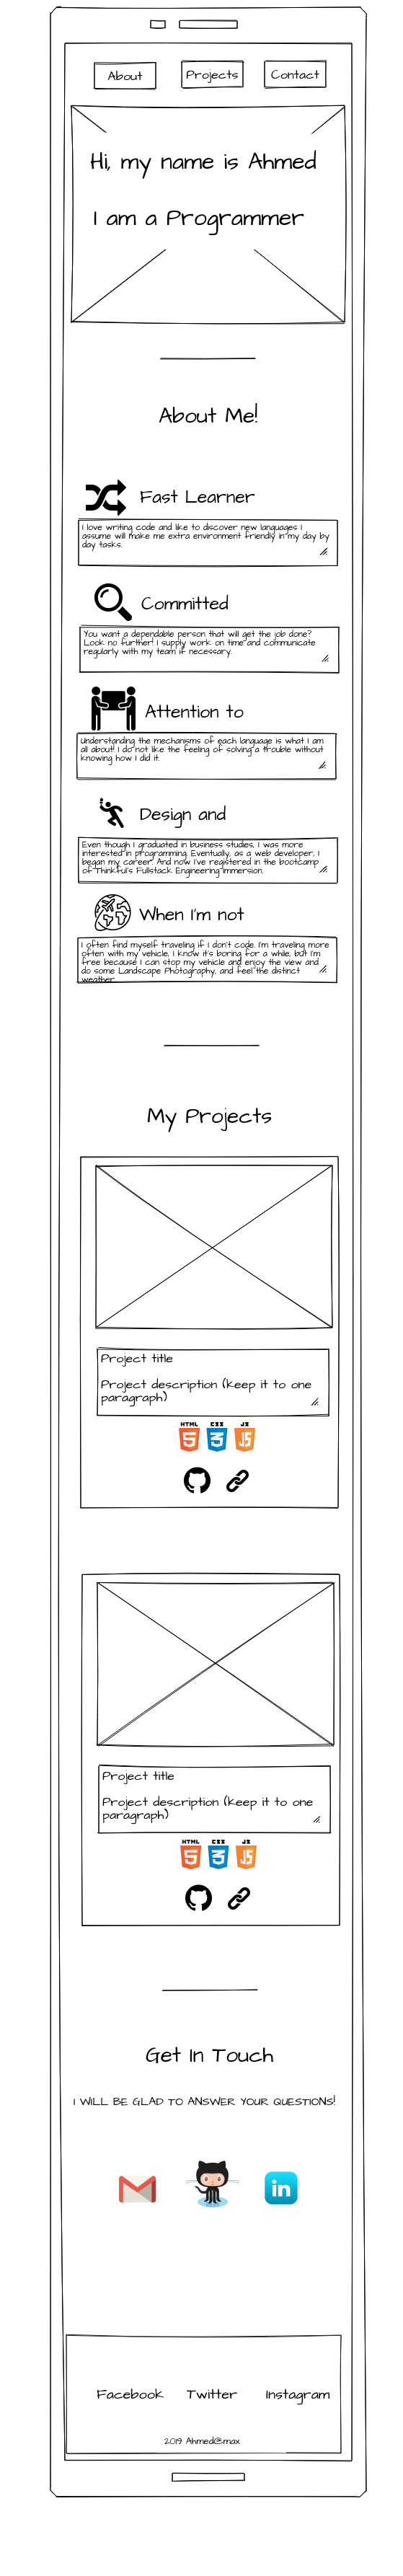 About Projects Contact
Hi, my name is Ahmed
I am a Programmer
About Me!
Fast Learner
I love writing code and like to discover new languages I
assume will make me extra environment friendly in my day by
day tasks.
Committed
You want a dependable person that will get the job done?
Look no further! I supply work on time and communicate
regularly with my team if necessary.
Attention to
Understanding the mechanisms of each language is what I am
all about! I do not like the feeling of solving a trouble without
knowing how I did it.
Design and
Even though I graduated in business studies, I was more
interested in programming. Eventually, as a web developer, I
began my career. And now I've registered in the bootcamp
of Thinkful's Fullstack Engineering Immersion.
When I'm not
I often find myself traveling if I don't code. I'm traveling more
often with my vehicle, I know it's boring for a while, but I'm
free because I can stop my vehicle and enjoy the view and
do some Landscape Photography, and feel the distinct
weather.
My Projects
Project title
Project description (keep it to one
paragraph)
HTML CSS JS
5 3 JS
Project title
Project description (keep it to one
paragraph)
HTML CSS JS
5 3 JS
Get In Touch
I WILL BE GLAD TO ANSWER YOUR QUESTIONS!
in
Facebook Twitter Instagram
2019 Ahmed@max